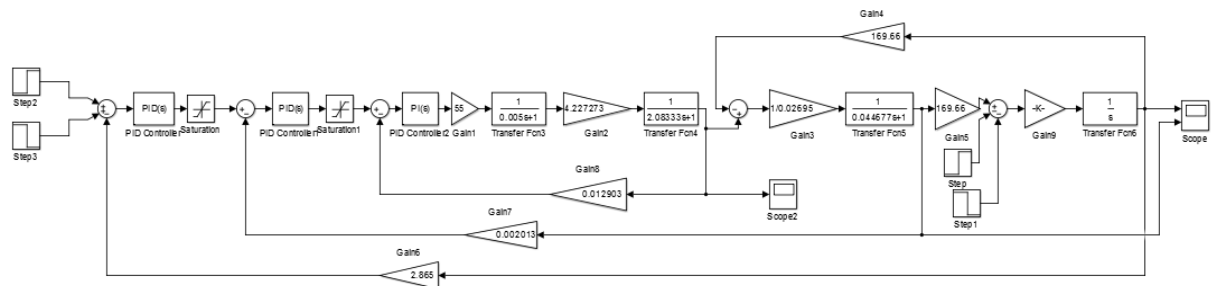 Gain4
169.66
Step2
PID(s)
PID Controller
Saturation
PID(s)
PID Controller1
Saturation1
PI(s)
PID Controller2
55
Gain1
1
0.005s+1
Transfer Fcn3
4.227273
Gain2
1
2.08333s+1
Transfer Fcn4
1/0.02695
Gain3
1
0.044677s+1
Transfer Fcn5
169.66
Gain5
-K-
Gain9
1
s
Transfer Fcn6
Scope
Step3
Step
Step1
Gain8
0.012903
Scope2
Gain7
0.002013
Gain6
2.865